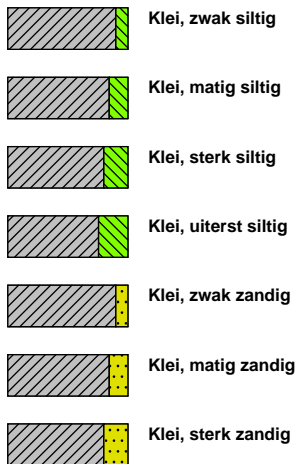 Klei, zwak siltig
Klei, matig siltig
Klei, sterk siltig
Klei, uiterst siltig
Klei, zwak zandig
Klei, matig zandig
Klei, sterk zandig